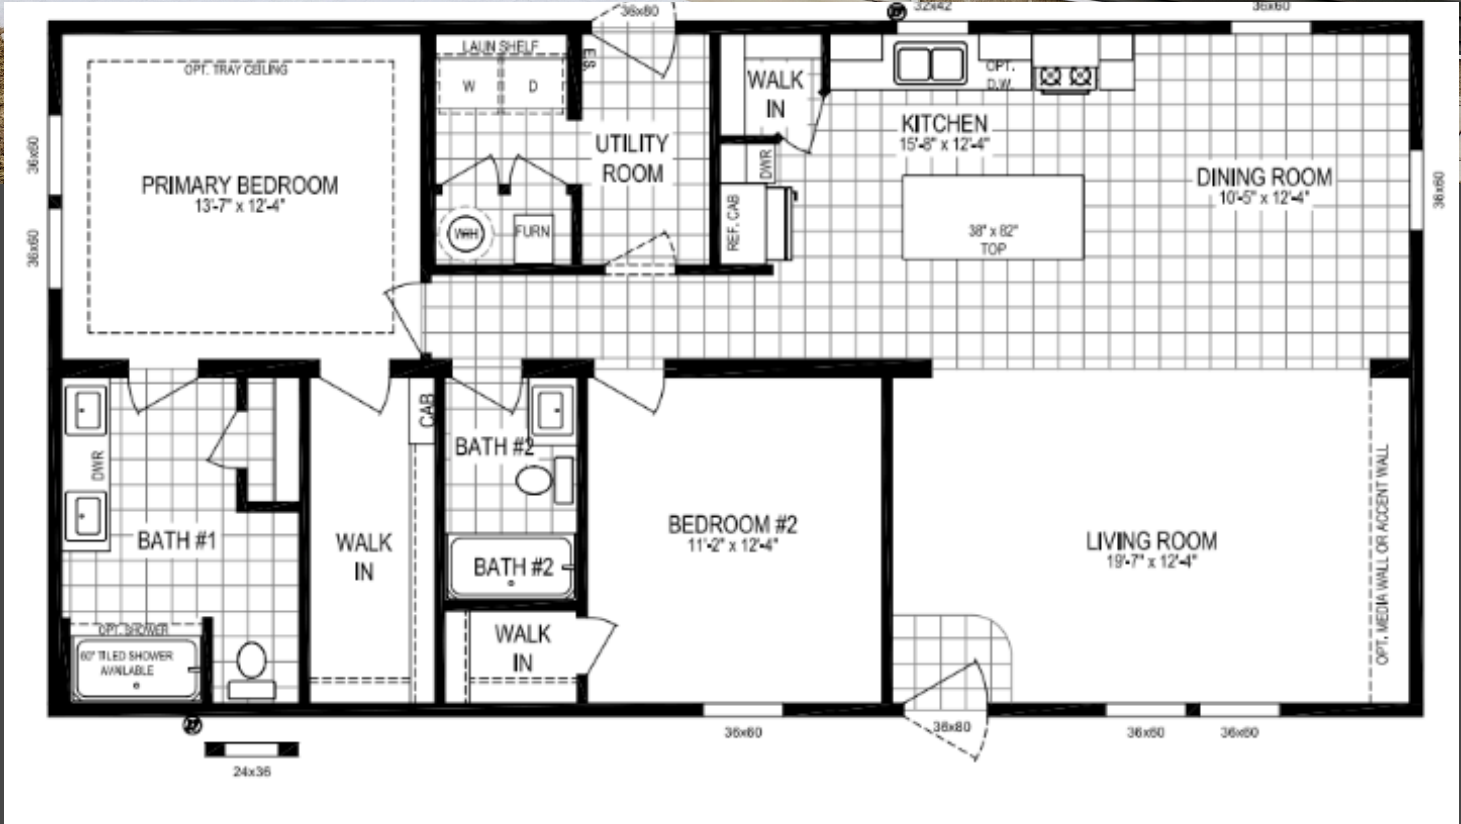 36x80
32x42
36x60
OPT. TRAY CEILING
LAUN SHELF
E.S.
W
D
OPT.
D.W.
WALK
IN
KITCHEN
15'-8" x 12'-4"
UTILITY
ROOM
DWR
36x60
36x60
PRIMARY BEDROOM
13'-7" x 12'-4"
DINING ROOM
10'-5" x 12'-4"
36x60
REF. CAB
WH
FURN
38" x 82"
TOP
CAB
DWR
BATH #2
BATH #1
WALK
IN
BATH #2
BEDROOM #2
11'-2" x 12'-4"
LIVING ROOM
19'-7" x 12'-4"
OPT. MEDIA WALL OR ACCENT WALL
OPT. SHOWER
60" TILED SHOWER
AVAILABLE
WALK
IN
36x60
36x80
36x60
36x60
24x36